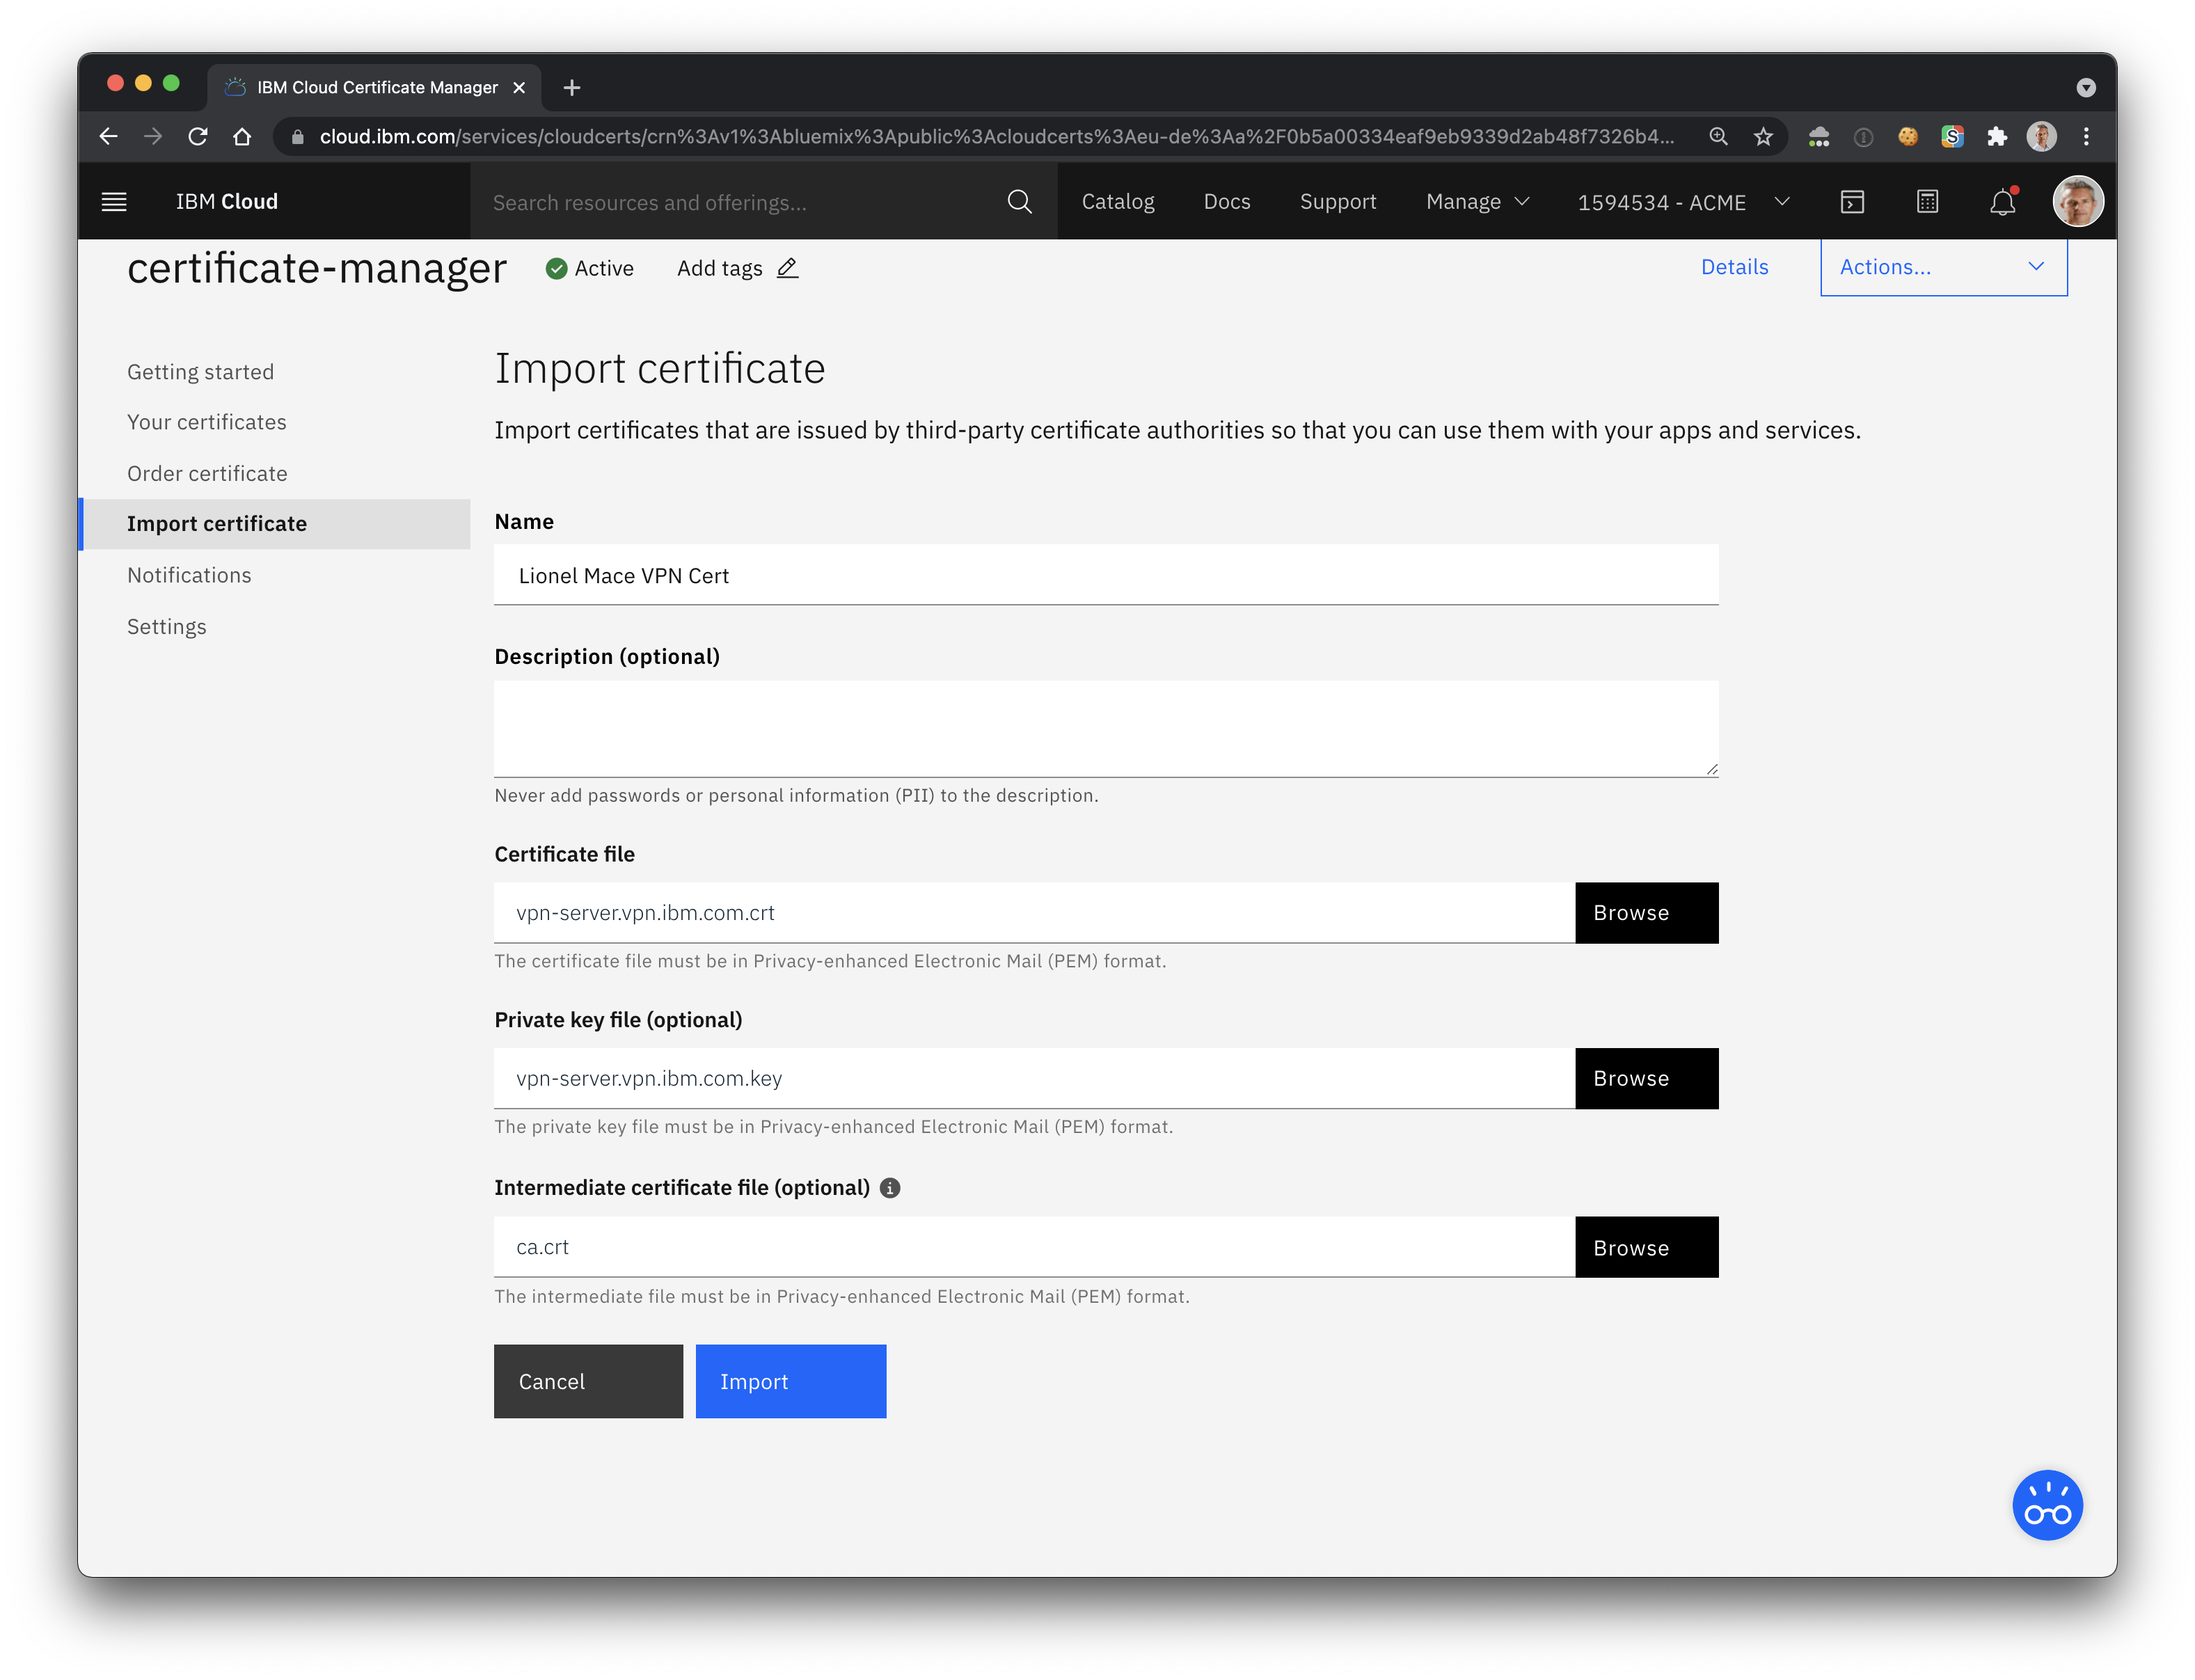 IBM Cloud Certificate Manager
cloud.ibm.com/services/cloudcerts/crn%3Av1%3Abluemix%3Apublic%3Acloudcerts%3Aeu-de%3Aa%2F0b5a00334eaf9eb9339d2ab48f7326b4...
IBM Cloud
Search resources and offerings...
Catalog
Docs
Support
Manage
1594534 - ACME
certificate-manager
Active
Add tags
Details
Actions...
Getting started
Your certificates
Order certificate
Import certificate
Notifications
Settings
Import certificate
Import certificates that are issued by third-party certificate authorities so that you can use them with your apps and services.
Name
Lionel Mace VPN Cert
Description (optional)
Never add passwords or personal information (PII) to the description.
Certificate file
vpn-server.vpn.ibm.com.crt
Browse
The certificate file must be in Privacy-enhanced Electronic Mail (PEM) format.
Private key file (optional)
vpn-server.vpn.ibm.com.key
Browse
The private key file must be in Privacy-enhanced Electronic Mail (PEM) format.
Intermediate certificate file (optional)
ca.crt
Browse
The intermediate file must be in Privacy-enhanced Electronic Mail (PEM) format.
Cancel
Import